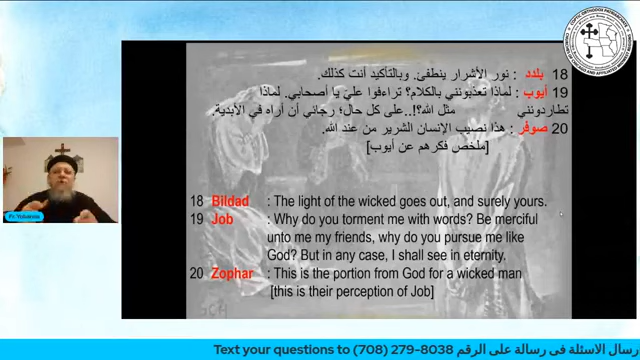 COPTIC ORTHODOX PATRIARCHATE
18 بلدد : نور الأشرار ينطفئ. وبالتأكيد أنت كذلك.
19 أيوب : لماذا تعذبونني بالكلام؟ تراءفوا عليّ يا أصحابي. لماذا
تطاردونني مثل الله؟!..على كل حال؛ رجائي أن أراه في الأبدية.
20 صوفر : هذا نصيب الإنسان الشرير من عند الله.
[ملخص فكرهم عن أيوب]
18 Bildad : The light of the wicked goes out, and surely yours.
19 Job : Why do you torment me with words? Be merciful
unto me my friends, why do you pursue me like
God? But in any case, I shall see in eternity.
20 Zophar : This is the portion from God for a wicked man
[this is their perception of Job]
Text your questions to (708) 279-8038 رسال الاسئلة فى رسالة على الرقم